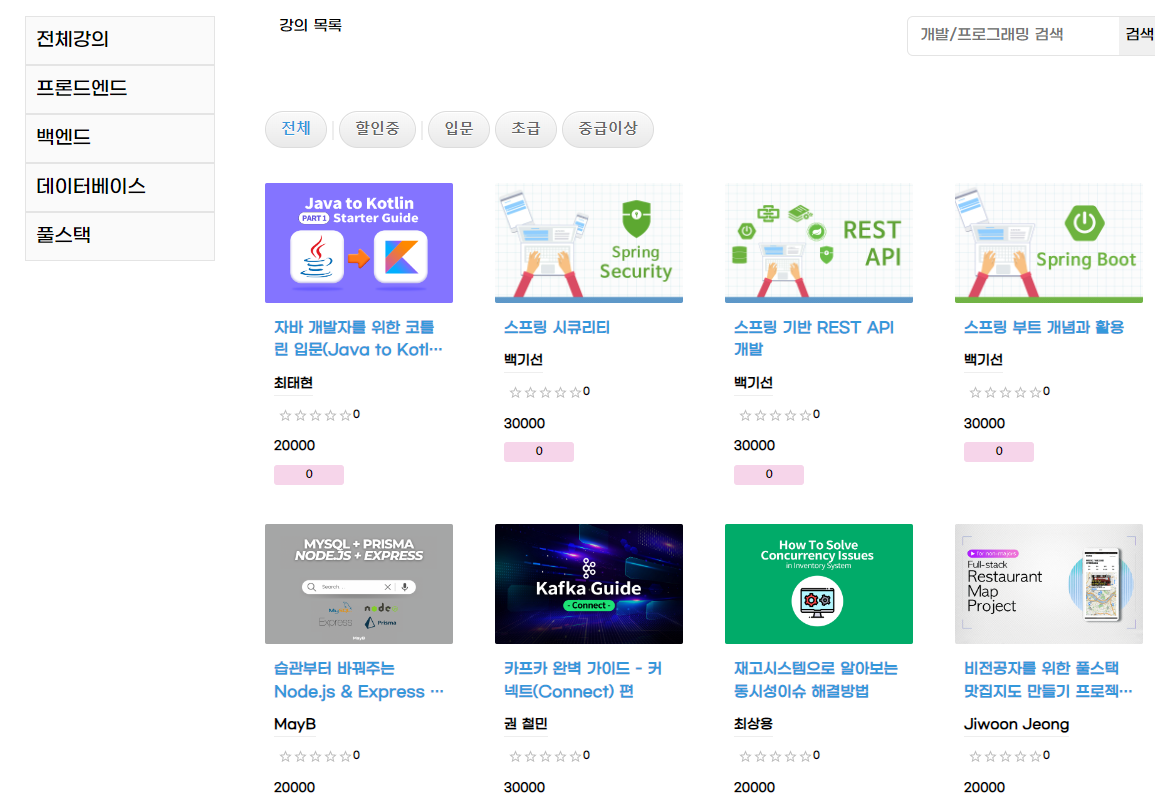 전체강의
프론드엔드
백엔드
데이터베이스
풀스택
강의 목록
개발/프로그래밍 검색
검색
전체
할인중
입문
초급
중급이상
Java to Kotlin
PART 1 Starter Guide
Java
자바 개발자를 위한 코틀
린 입문(Java to Kotl…
최태현
☆☆☆☆☆0
20000
0
Spring
Security
스프링 시큐리티
백기선
☆☆☆☆☆0
30000
0
REST
API
스프링 기반 REST API
개발
백기선
☆☆☆☆☆0
30000
0
Spring Boot
스프링 부트 개념과 활용
백기선
☆☆☆☆☆0
30000
0
MYSQL + PRISMA
NODE.JS + EXPRESS
Search...
MySQL
node
Express
Prisma
MayB
습관부터 바꿔주는
Node.js & Express …
MayB
☆☆☆☆☆0
20000
Kafka Guide
- Connect -
카프카 완벽 가이드 - 커
넥트(Connect) 편
권 철민
☆☆☆☆☆0
30000
How To Solve
Concurrency Issues
in Inventory System
재고시스템으로 알아보는
동시성이슈 해결방법
최상용
☆☆☆☆☆0
20000
▶ for non-majors
Full-stack
Restaurant
Map
Project
비전공자를 위한 풀스택
맛집지도 만들기 프로젝…
Jiwoon Jeong
☆☆☆☆☆0
20000